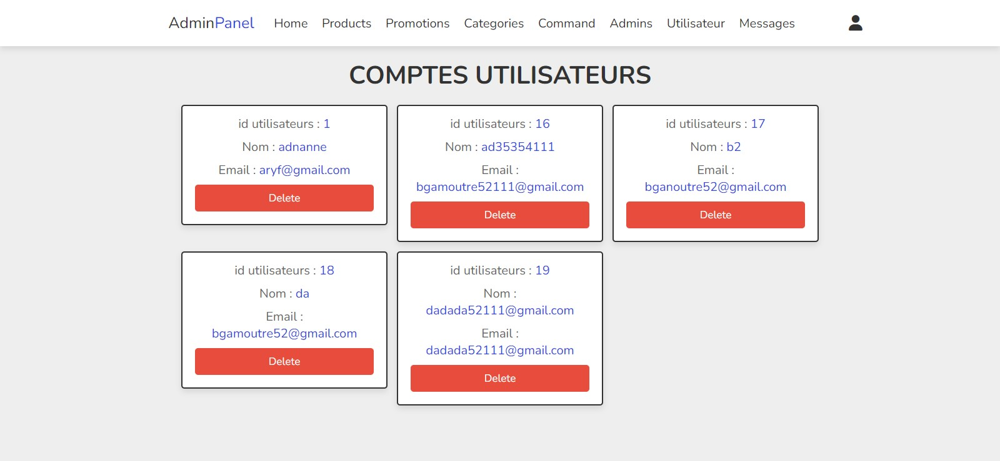 AdminPanel Home Products Promotions Categories Command Admins Utilisateur Messages
COMPTES UTILISATEURS
id utilisateurs : 1
Nom : adnanne
Email : aryf@gmail.com
Delete
id utilisateurs : 16
Nom : ad35354111
Email :
bgamoutre52111@gmail.com
Delete
id utilisateurs : 17
Nom : b2
Email :
bganoutre52@gmail.com
Delete
id utilisateurs : 18
Nom : da
Email :
bgamoutre52@gmail.com
Delete
id utilisateurs : 19
Nom :
dadada52111@gmail.com
Email :
dadada52111@gmail.com
Delete